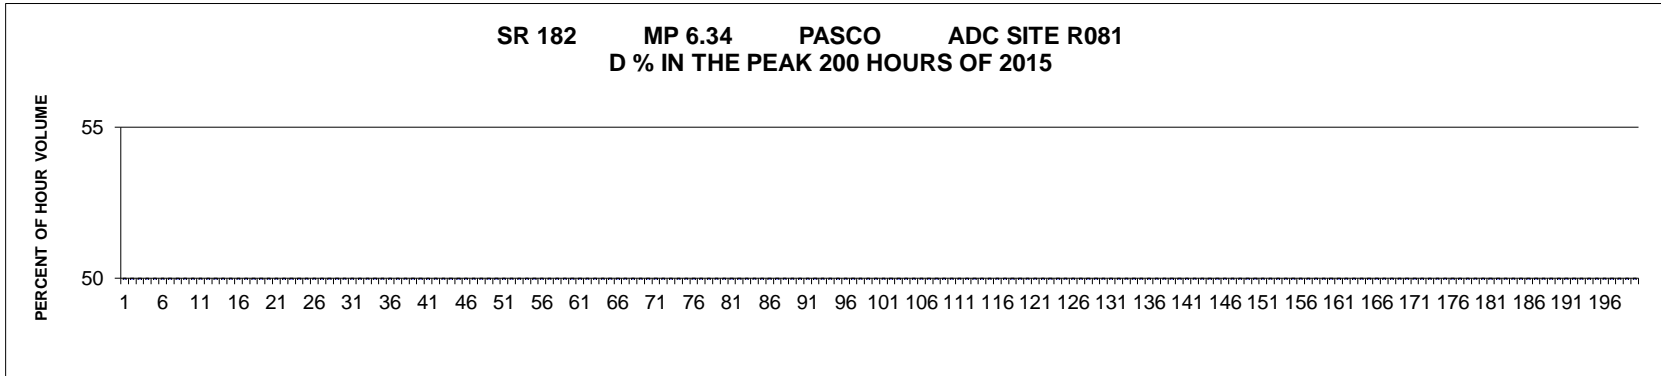 SR 182 MP 6.34 PASCO ADC SITE R081
D % IN THE PEAK 200 HOURS OF 2015
PERCENT OF HOUR VOLUME
55
50
1 6 11 16 21 26 31 36 41 46 51 56 61 66 71 76 81 86 91 96 101 106 111 116 121 126 131 136 141 146 151 156 161 166 171 176 181 186 191 196